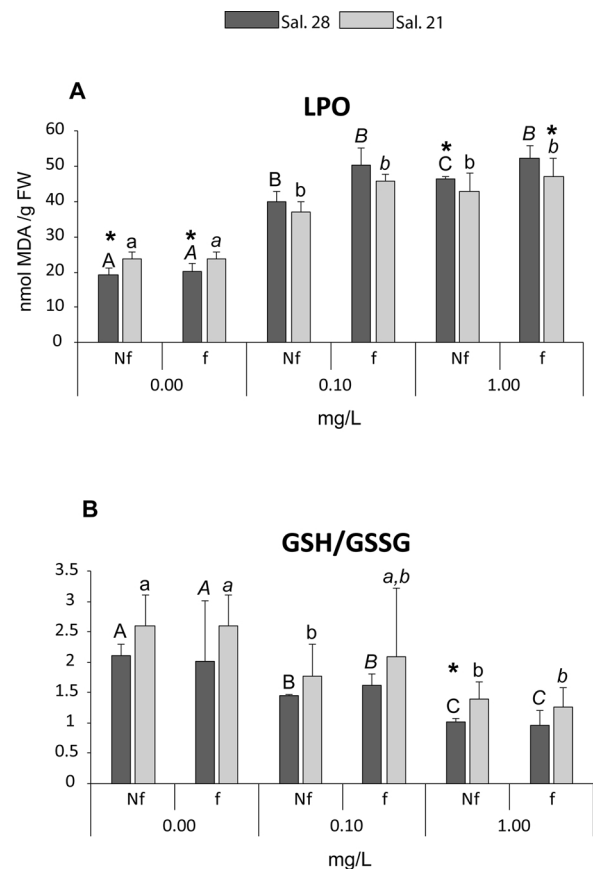 Sal. 28 Sal. 21
A
LPO
nmol MDA /g FW
60
50
40
30
20
10
0
* A a * A a B b B b * C b B * b
Nf f Nf f Nf f
0.00 0.10 1.00
mg/L
B
GSH/GSSG
3.5
3
2.5
2
1.5
1
0.5
0
A a A a B b B a,b * C b C b
Nf f Nf f Nf f
0.00 0.10 1.00
mg/L